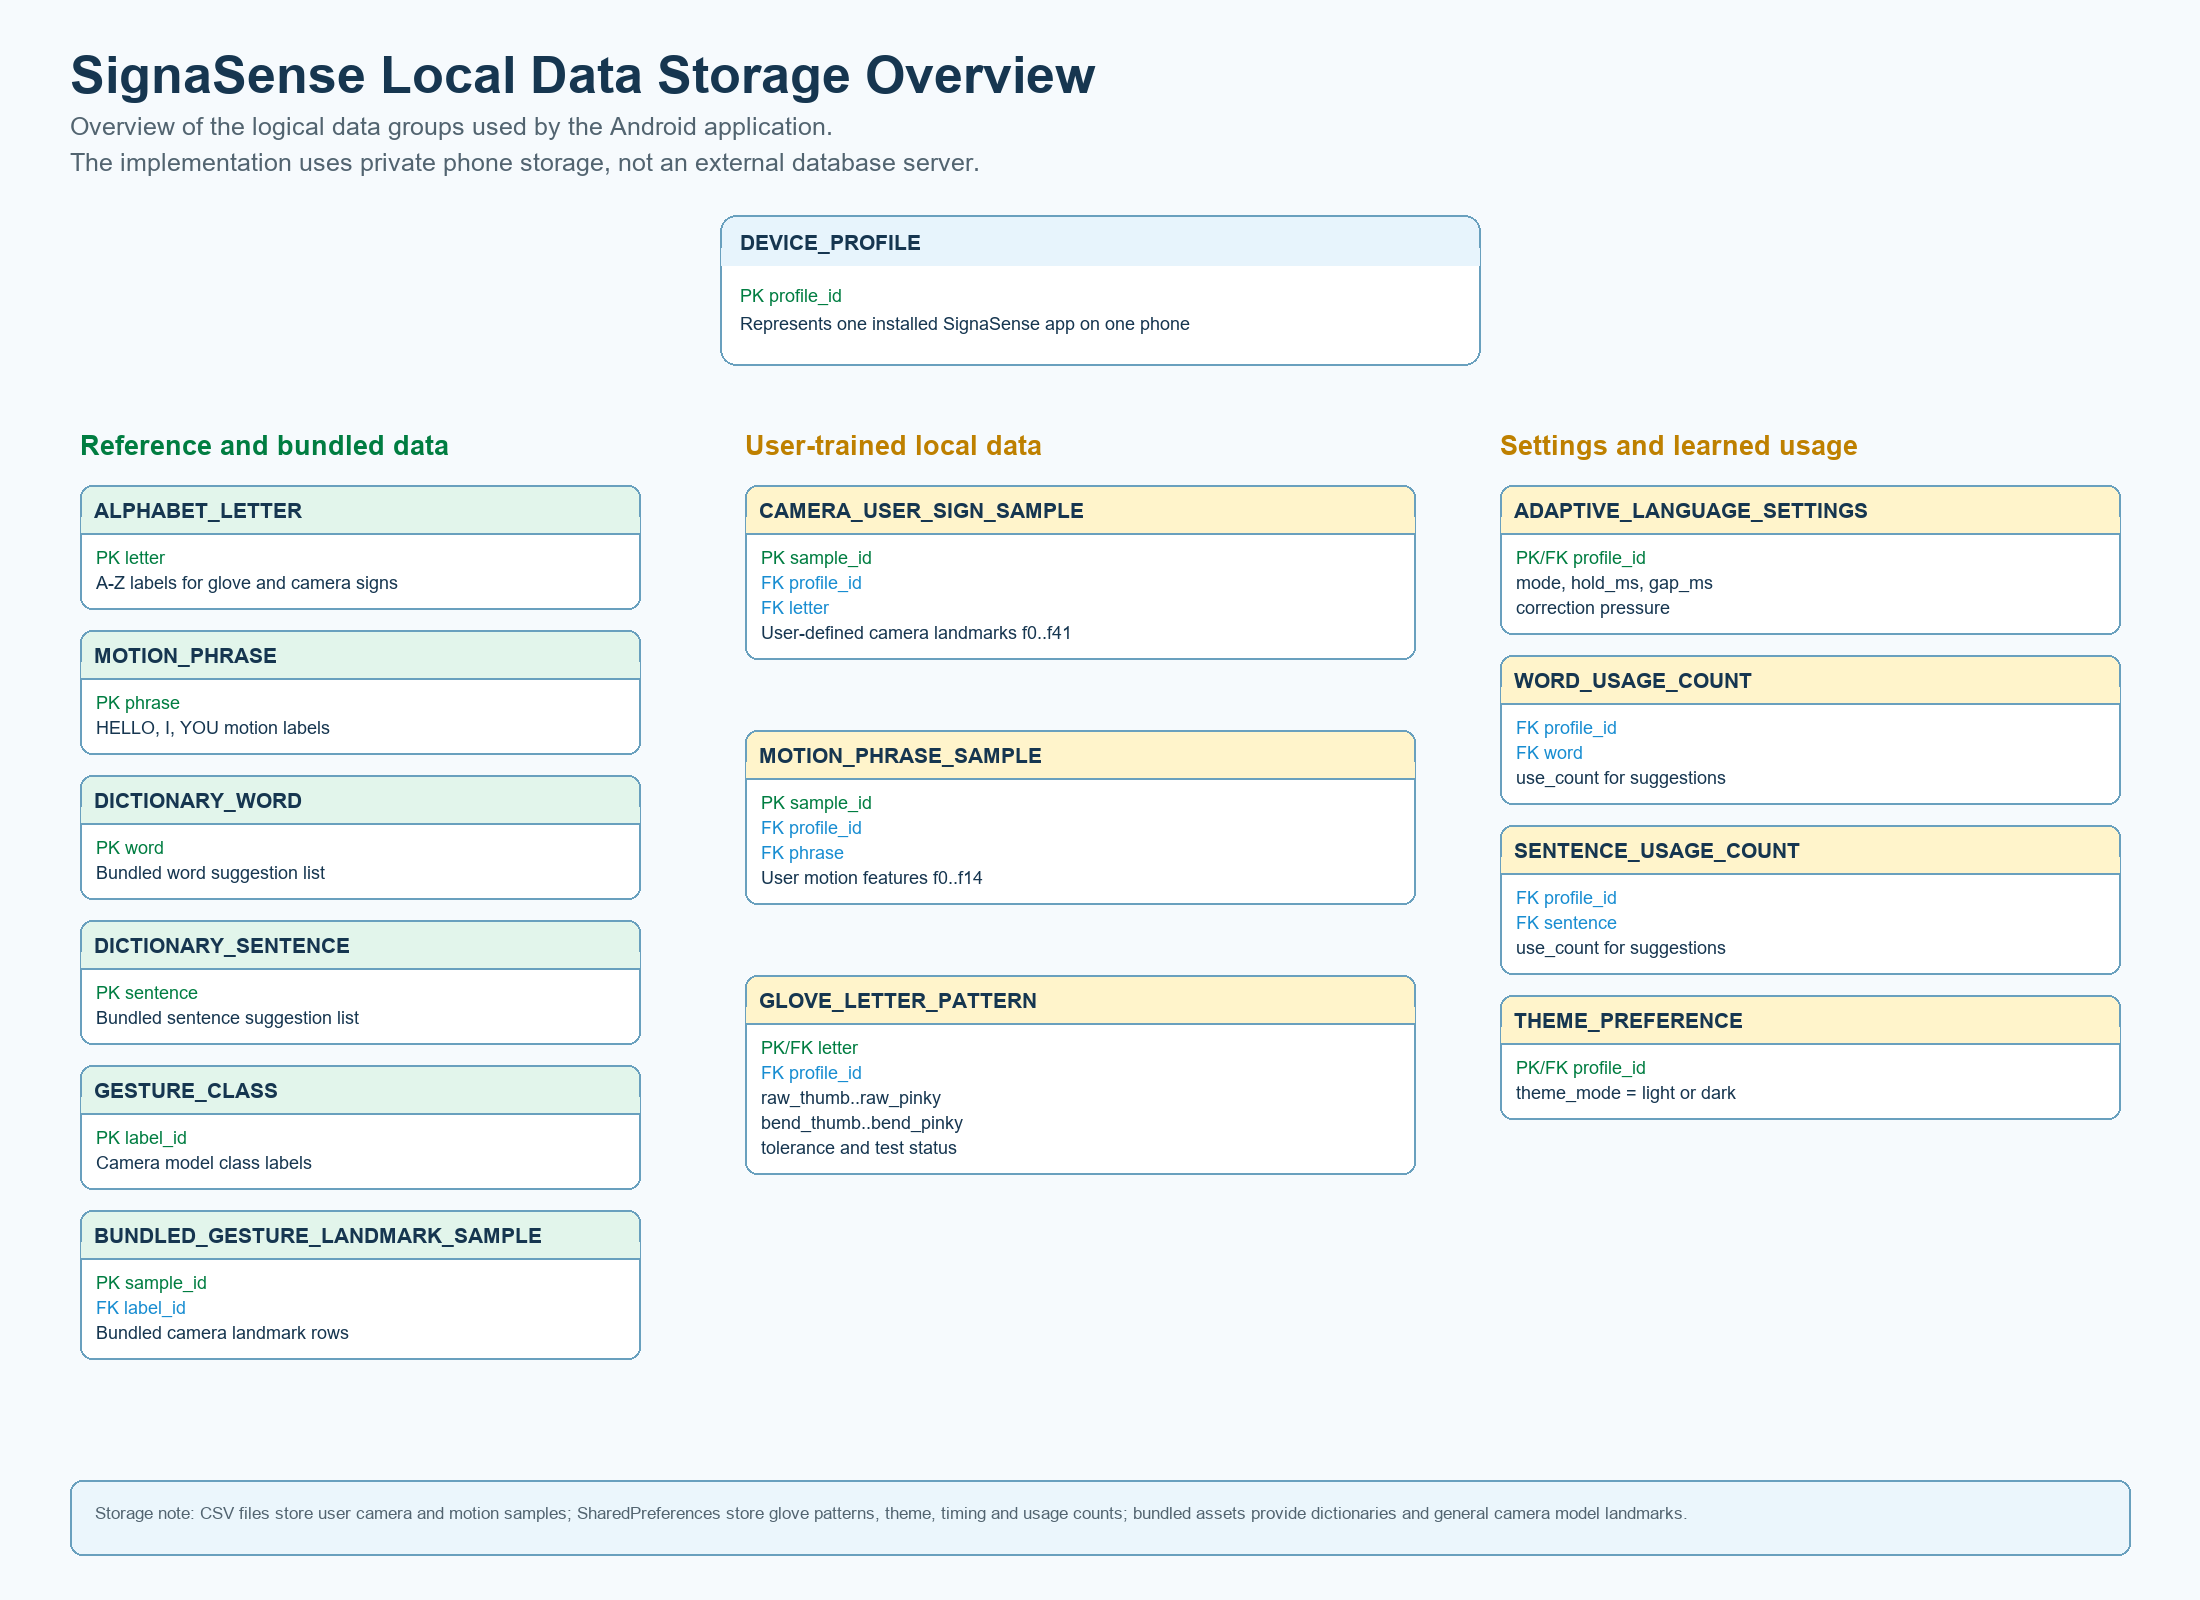 SignaSense Local Data Storage Overview
Overview of the logical data groups used by the Android application.
The implementation uses private phone storage, not an external database server.
DEVICE_PROFILE
PK profile_id
Represents one installed SignaSense app on one phone
Reference and bundled data
ALPHABET_LETTER
PK letter
A-Z labels for glove and camera signs
MOTION_PHRASE
PK phrase
HELLO, I, YOU motion labels
DICTIONARY_WORD
PK word
Bundled word suggestion list
DICTIONARY_SENTENCE
PK sentence
Bundled sentence suggestion list
GESTURE_CLASS
PK label_id
Camera model class labels
BUNDLED_GESTURE_LANDMARK_SAMPLE
PK sample_id
FK label_id
Bundled camera landmark rows
User-trained local data
CAMERA_USER_SIGN_SAMPLE
PK sample_id
FK profile_id
FK letter
User-defined camera landmarks f0..f41
MOTION_PHRASE_SAMPLE
PK sample_id
FK profile_id
FK phrase
User motion features f0..f14
GLOVE_LETTER_PATTERN
PK/FK letter
FK profile_id
raw_thumb..raw_pinky
bend_thumb..bend_pinky
tolerance and test status
Settings and learned usage
ADAPTIVE_LANGUAGE_SETTINGS
PK/FK profile_id
mode, hold_ms, gap_ms
correction pressure
WORD_USAGE_COUNT
FK profile_id
FK word
use_count for suggestions
SENTENCE_USAGE_COUNT
FK profile_id
FK sentence
use_count for suggestions
THEME_PREFERENCE
PK/FK profile_id
theme_mode = light or dark
Storage note: CSV files store user camera and motion samples; SharedPreferences store glove patterns, theme, timing and usage counts; bundled assets provide dictionaries and general camera model landmarks.